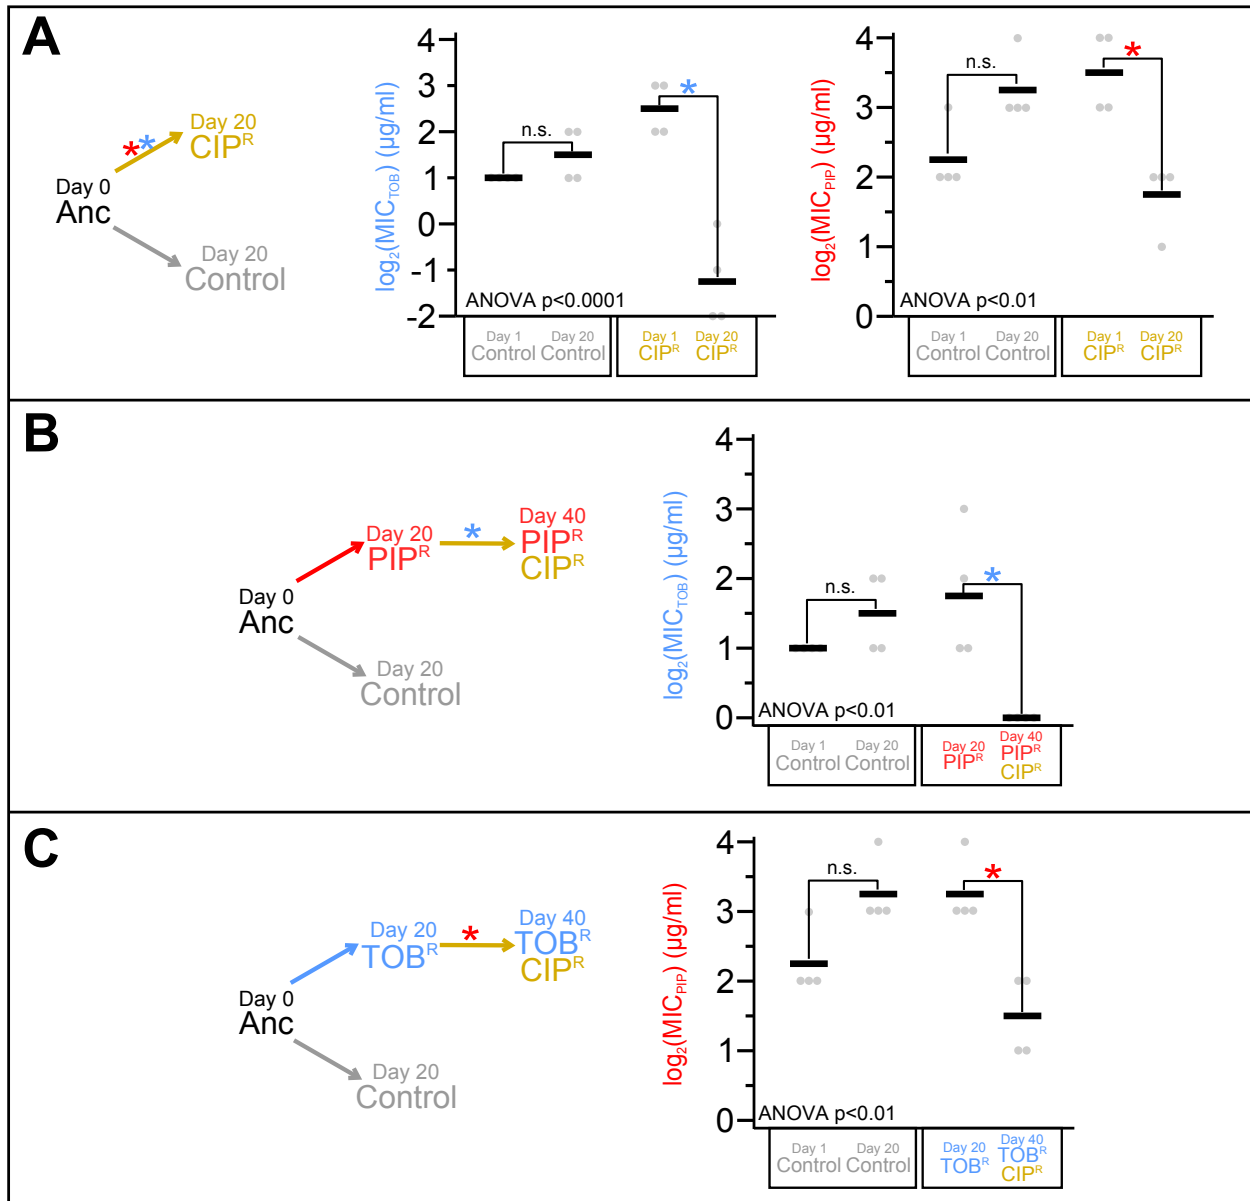 A
Day 0
Anc
*
*
Day 20
CIPᴿ
Day 20
Control
log₂(MIC_TOB) (µg/ml)
4
3
2
1
0
-1
-2
n.s.
*
ANOVA p<0.0001
Day 1
Control
Day 20
Control
Day 1
CIPᴿ
Day 20
CIPᴿ
log₂(MIC_PIP) (µg/ml)
4
3
2
1
0
n.s.
*
ANOVA p<0.01
Day 1
Control
Day 20
Control
Day 1
CIPᴿ
Day 20
CIPᴿ
B
Day 0
Anc
Day 20
PIPᴿ
*
Day 40
PIPᴿ
CIPᴿ
Day 20
Control
log₂(MIC_TOB) (µg/ml)
4
3
2
1
0
n.s.
*
ANOVA p<0.01
Day 1
Control
Day 20
Control
Day 20
PIPᴿ
Day 40
PIPᴿ
CIPᴿ
C
Day 0
Anc
Day 20
TOBᴿ
*
Day 40
TOBᴿ
CIPᴿ
Day 20
Control
log₂(MIC_PIP) (µg/ml)
4
3
2
1
0
n.s.
*
ANOVA p<0.01
Day 1
Control
Day 20
Control
Day 20
TOBᴿ
Day 40
TOBᴿ
CIPᴿ